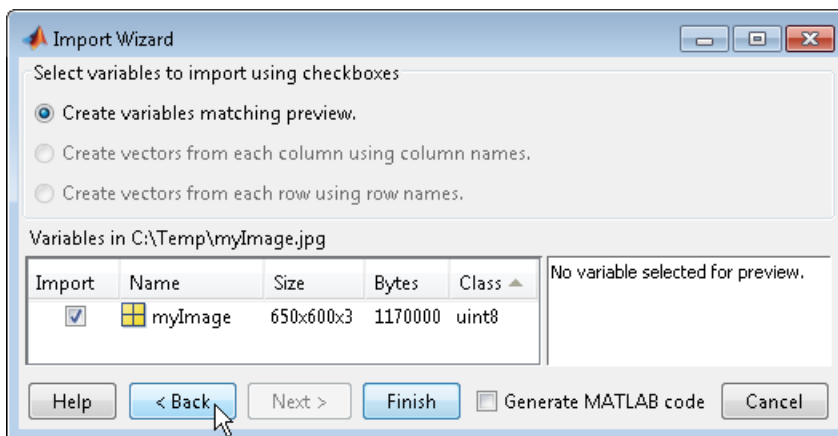 Import Wizard
Select variables to import using checkboxes
Create variables matching preview.
Create vectors from each column using column names.
Create vectors from each row using row names.
Variables in C:\Temp\myImage.jpg
Import Name Size Bytes Class
myImage 650x600x3 1170000 uint8
No variable selected for preview.
Help < Back Next > Finish Generate MATLAB code Cancel